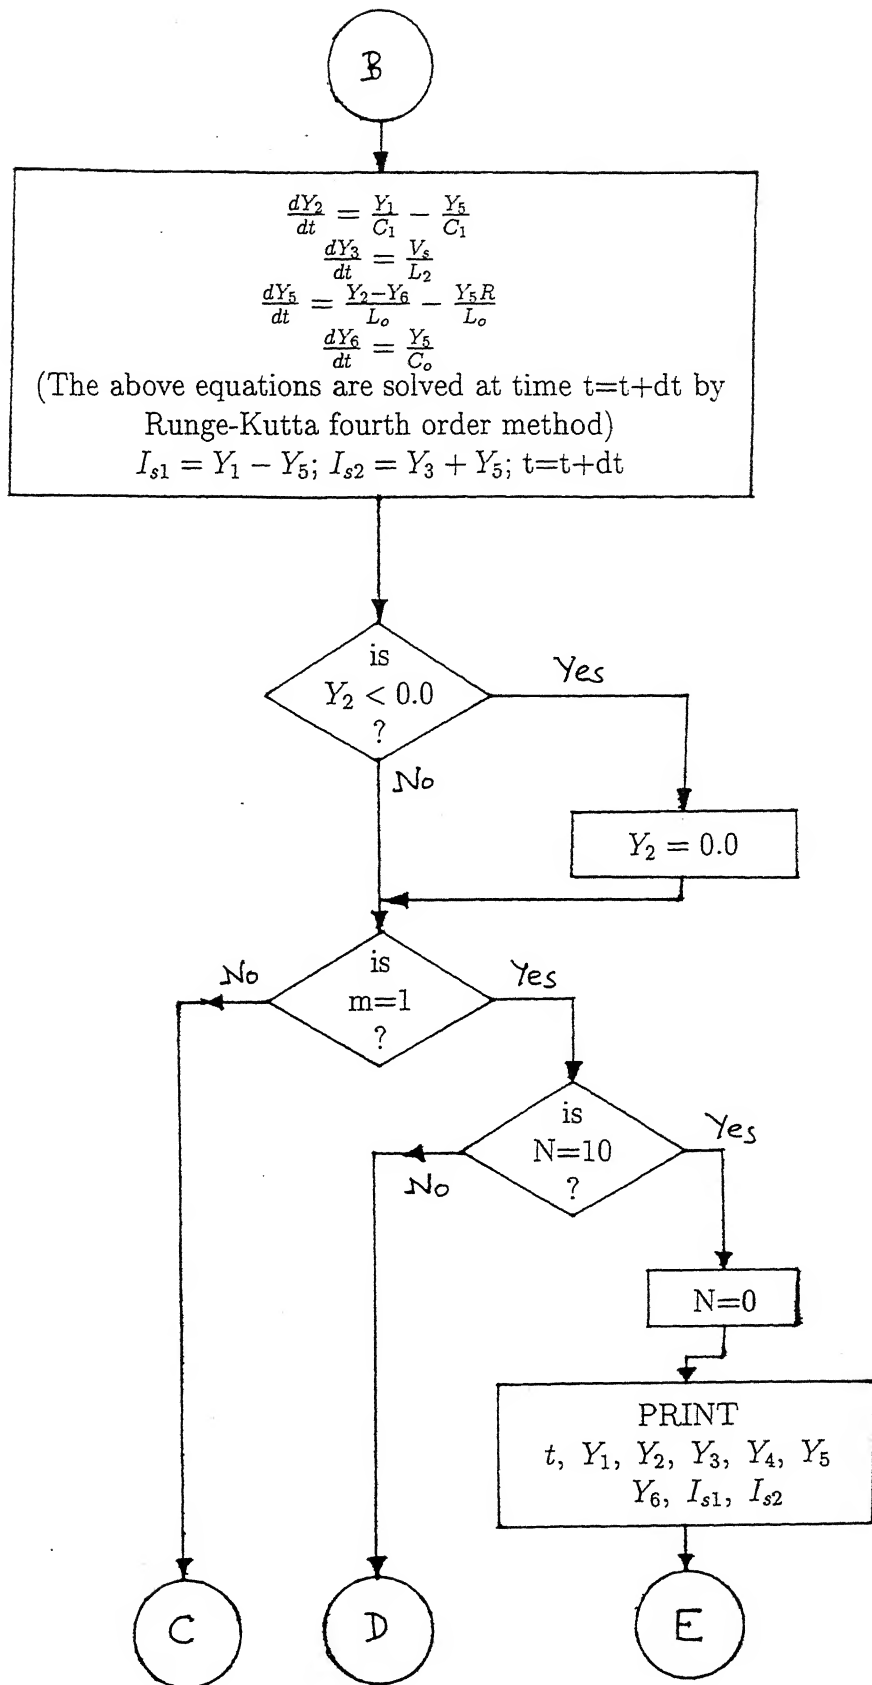 B
dY₂/dt = Y₁/C₁ − Y₅/C₁
dY₃/dt = Vₛ/L₂
dY₅/dt = (Y₂−Y₆)/Lₒ − Y₅R/Lₒ
dY₆/dt = Y₅/Cₒ
(The above equations are solved at time t=t+dt by
Runge-Kutta fourth order method)
Iₛ₁ = Y₁ − Y₅; Iₛ₂ = Y₃ + Y₅; t=t+dt
is
Y₂ < 0.0
?
Yes
No
Y₂ = 0.0
is
m=1
?
No
Yes
is
N=10
?
Yes
No
N=0
PRINT
t, Y₁, Y₂, Y₃, Y₄, Y₅
Y₆, Iₛ₁, Iₛ₂
C
D
E